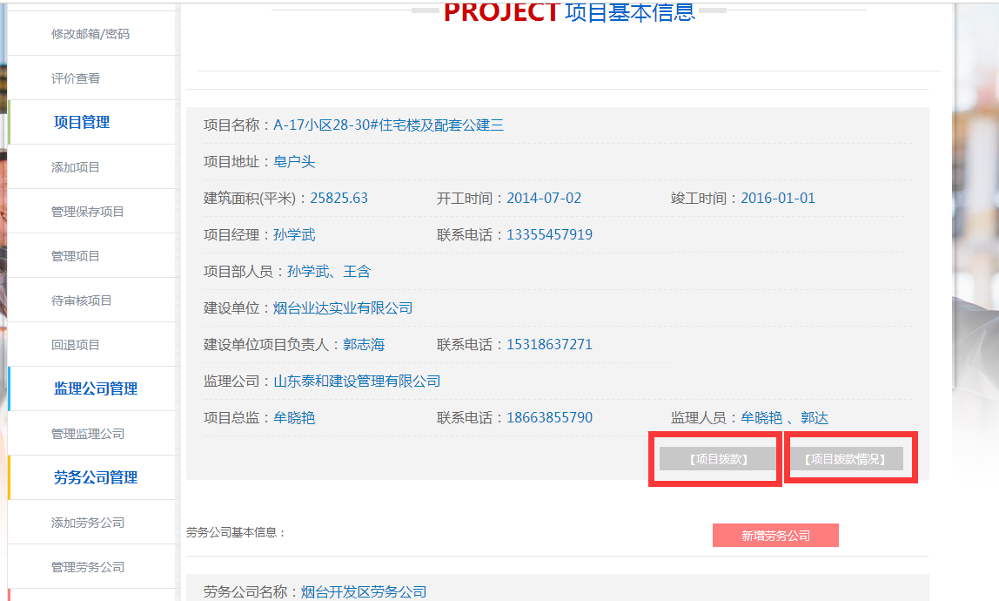 修改邮箱/密码
评价查看
项目管理
添加项目
管理保存项目
管理项目
待审核项目
回退项目
监理公司管理
管理监理公司
劳务公司管理
添加劳务公司
管理劳务公司
PROJECT 项目基本信息
项目名称：A-17小区28-30#住宅楼及配套公建三
项目地址：皂户头
建筑面积(平米)：25825.63 开工时间：2014-07-02 竣工时间：2016-01-01
项目经理：孙学武 联系电话：13355457919
项目部人员：孙学武、王含
建设单位：烟台业达实业有限公司
建设单位项目负责人：郭志海 联系电话：15318637271
监理公司：山东泰和建设管理有限公司
项目总监：牟晓艳 联系电话：18663855790 监理人员：牟晓艳 、郭达
【项目拨款】 【项目拨款情况】
劳务公司基本信息： 新增劳务公司
劳务公司名称：烟台开发区劳务公司